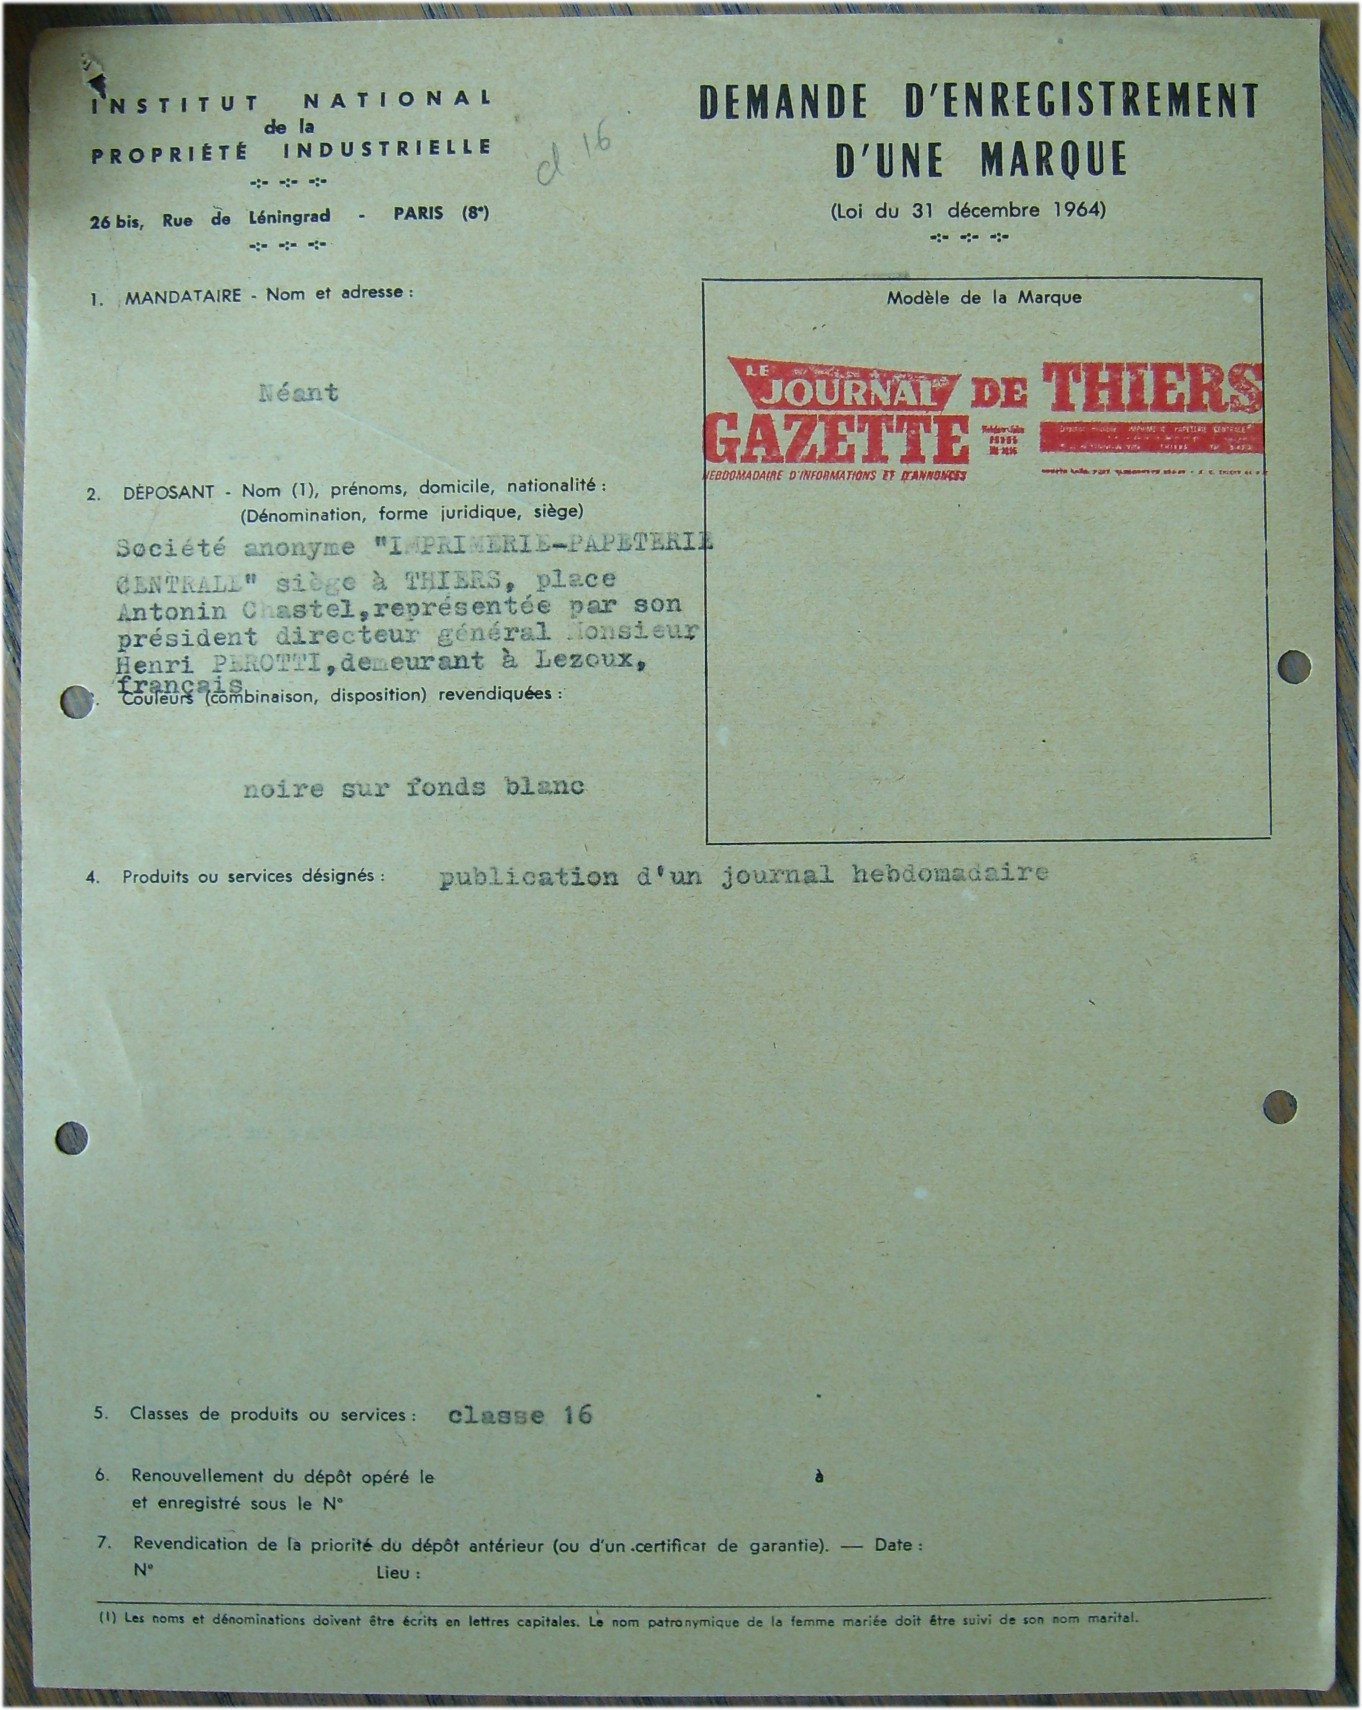 INSTITUT NATIONAL
de la
PROPRIÉTÉ INDUSTRIELLE
-:- -:- -:-
26 bis, Rue de Léningrad - PARIS (8e)
-:- -:- -:-
cl 16
DEMANDE D'ENREGISTREMENT
D'UNE MARQUE
(Loi du 31 décembre 1964)
-:- -:- -:-
1. MANDATAIRE - Nom et adresse :
Néant
Modèle de la Marque
LE
JOURNAL DE THIERS
GAZETTE
IMPRIMERIE PAPETERIE CENTRALE
HEBDOMADAIRE D'INFORMATIONS ET D'ANNONCES
2. DÉPOSANT - Nom (1), prénoms, domicile, nationalité :
(Dénomination, forme juridique, siège)
Société anonyme "IMPRIMERIE-PAPETERIE
CENTRALE" siège à THIERS, place
Antonin Chastel,représentée par son
président directeur général Monsieur
Henri PEROTTI,demeurant à Lezoux,
français
. Couleurs (combinaison, disposition) revendiquées :
noire sur fonds blanc
4. Produits ou services désignés : publication d'un journal hebdomadaire
5. Classes de produits ou services : classe 16
6. Renouvellement du dépôt opéré le à
et enregistré sous le N°
7. Revendication de la priorité du dépôt antérieur (ou d'un certificat de garantie). — Date :
N° Lieu :
(1) Les noms et dénominations doivent être écrits en lettres capitales. Le nom patronymique de la femme mariée doit être suivi de son nom marital.